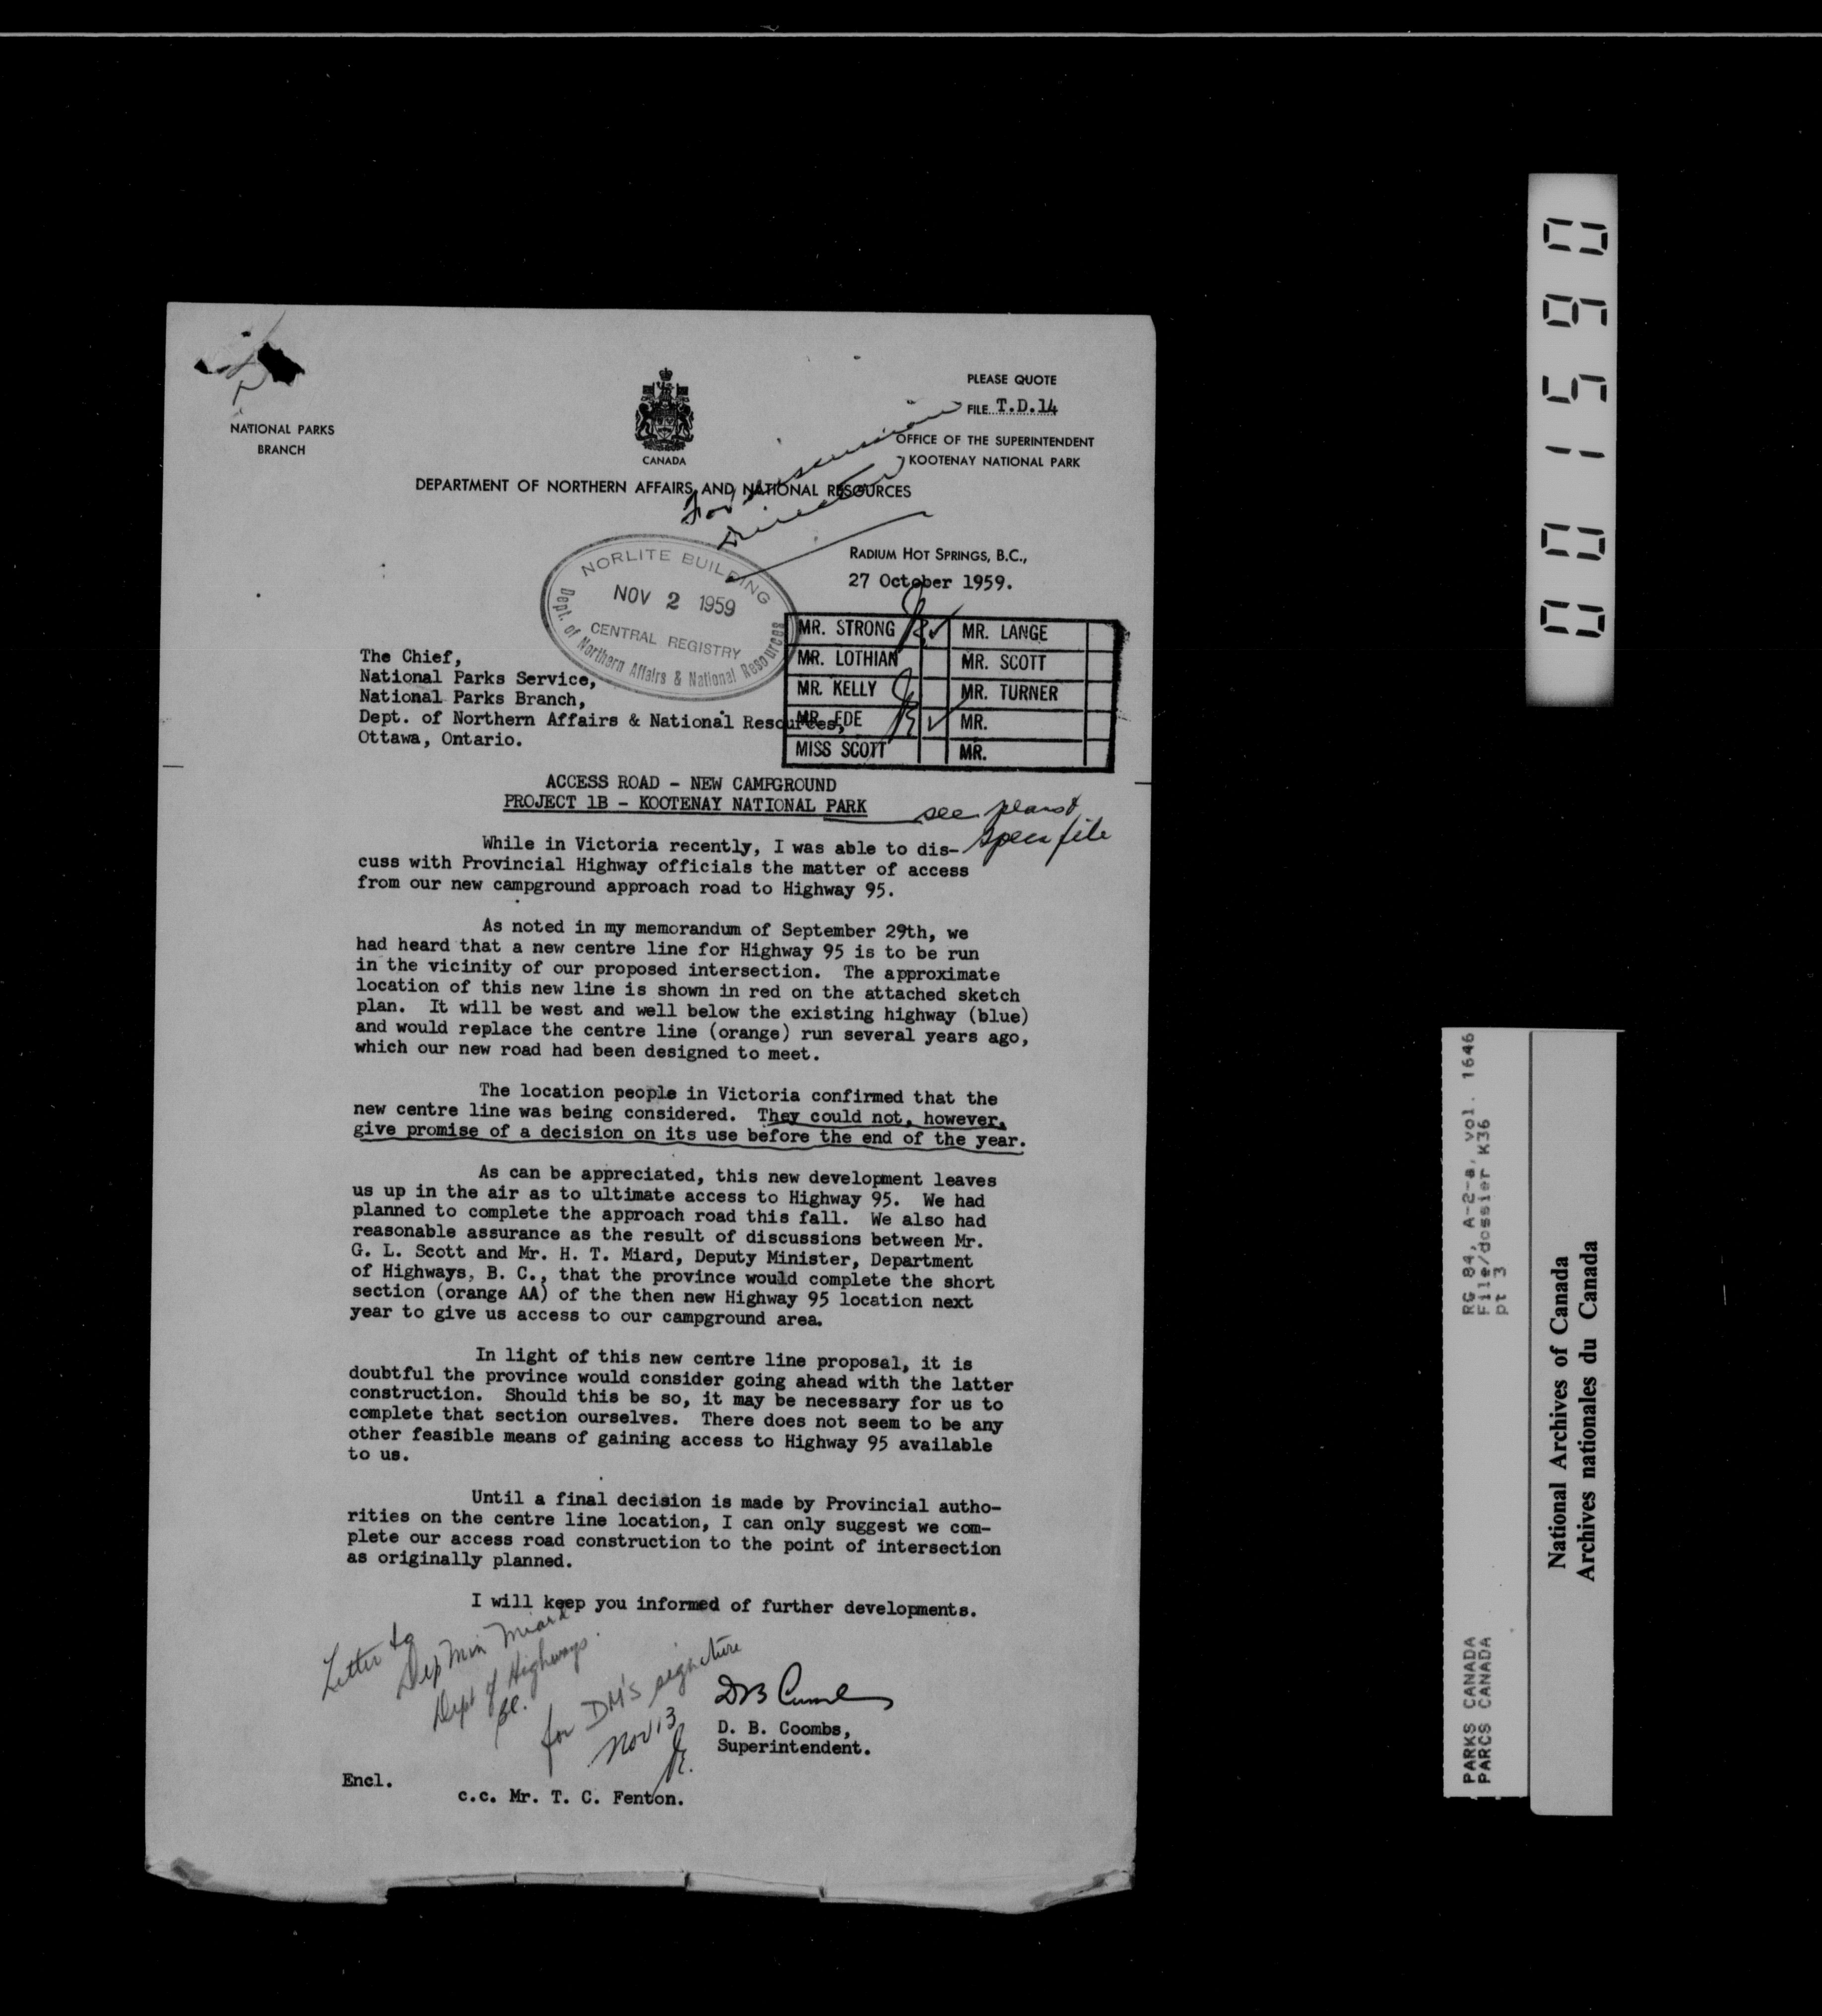 NATIONAL PARKS
BRANCH
CANADA
PLEASE QUOTE
FILE T.D.14
OFFICE OF THE SUPERINTENDENT
KOOTENAY NATIONAL PARK
DEPARTMENT OF NORTHERN AFFAIRS AND NATIONAL RESOURCES
For discussion
Director
RADIUM HOT SPRINGS, B.C.,
27 October 1959.
NORLITE BUILDING
NOV 2 1959
CENTRAL REGISTRY
Dept. of Northern Affairs & National Resources
MR. STRONG MR. LANGE
MR. LOTHIAN MR. SCOTT
MR. KELLY MR. TURNER
MR. EDE MR.
MISS SCOTT MR.
The Chief,
National Parks Service,
National Parks Branch,
Dept. of Northern Affairs & National Resources,
Ottawa, Ontario.
ACCESS ROAD - NEW CAMPGROUND
PROJECT 1B - KOOTENAY NATIONAL PARK
see plans &
specs file
While in Victoria recently, I was able to dis-
cuss with Provincial Highway officials the matter of access
from our new campground approach road to Highway 95.
As noted in my memorandum of September 29th, we
had heard that a new centre line for Highway 95 is to be run
in the vicinity of our proposed intersection. The approximate
location of this new line is shown in red on the attached sketch
plan. It will be west and well below the existing highway (blue)
and would replace the centre line (orange) run several years ago,
which our new road had been designed to meet.
The location people in Victoria confirmed that the
new centre line was being considered. They could not, however,
give promise of a decision on its use before the end of the year.
As can be appreciated, this new development leaves
us up in the air as to ultimate access to Highway 95. We had
planned to complete the approach road this fall. We also had
reasonable assurance as the result of discussions between Mr.
G. L. Scott and Mr. H. T. Miard, Deputy Minister, Department
of Highways, B. C., that the province would complete the short
section (orange AA) of the then new Highway 95 location next
year to give us access to our campground area.
In light of this new centre line proposal, it is
doubtful the province would consider going ahead with the latter
construction. Should this be so, it may be necessary for us to
complete that section ourselves. There does not seem to be any
other feasible means of gaining access to Highway 95 available
to us.
Until a final decision is made by Provincial autho-
rities on the centre line location, I can only suggest we com-
plete our access road construction to the point of intersection
as originally planned.
I will keep you informed of further developments.
Letter to
Dep Min Miard
Dept of Highways.
BC.
for DM's signature
Nov 13
D. B. Coombs,
Superintendent.
Encl.
c.c. Mr. T. C. Fenton.
001590
RG 84, A-2-a, vol. 1646
File/dossier K36
pt 3
PARKS CANADA
PARCS CANADA
National Archives of Canada
Archives nationales du Canada